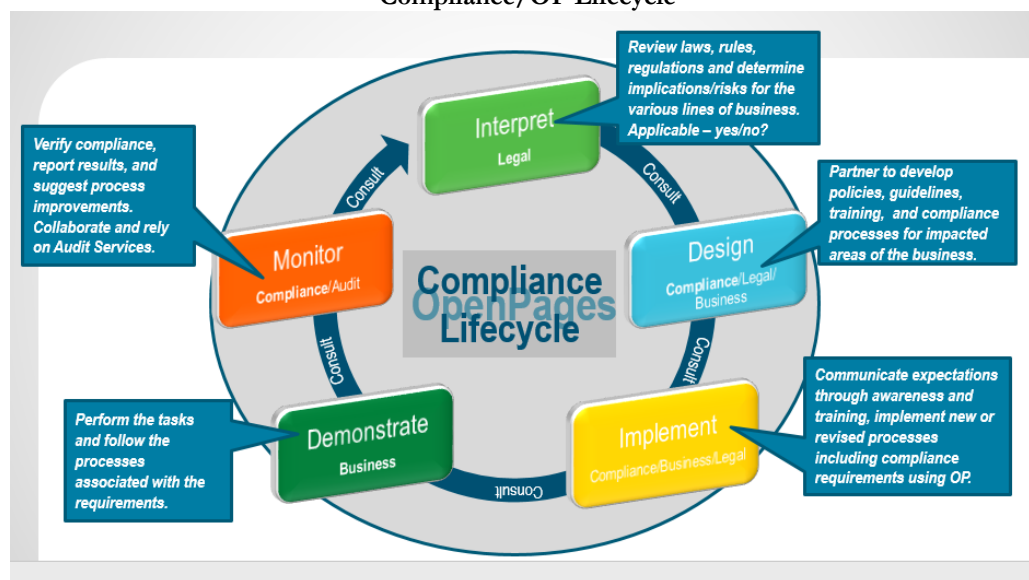 Compliance/OP Lifecycle
Review laws, rules,
regulations and determine
implications/risks for the
various lines of business.
Applicable – yes/no?
Interpret
Legal
Consult
Partner to develop
policies, guidelines,
training, and compliance
processes for impacted
areas of the business.
Design
Compliance/Legal/
Business
Consult
Communicate expectations
through awareness and
training, implement new or
revised processes
including compliance
requirements using OP.
Implement
Compliance/Business/Legal
Consult
Perform the tasks
and follow the
processes
associated with the
requirements.
Demonstrate
Business
Consult
Verify compliance,
report results, and
suggest process
improvements.
Collaborate and rely
on Audit Services.
Monitor
Compliance/Audit
Consult
Compliance
OpenPages
Lifecycle